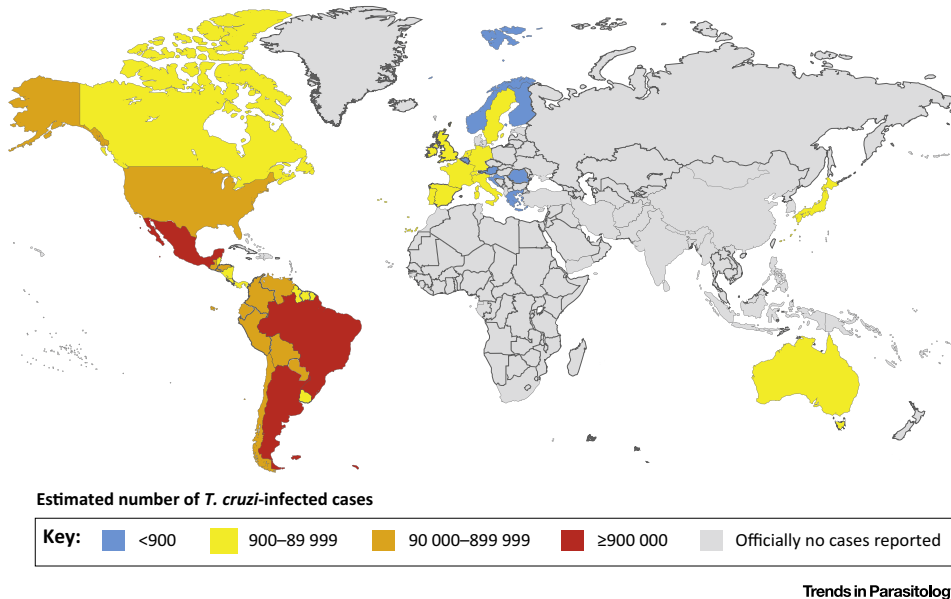 Estimated number of T. cruzi-infected cases
Key: <900 900–89 999 90 000–899 999 ≥900 000 Officially no cases reported
Trends in Parasitolog